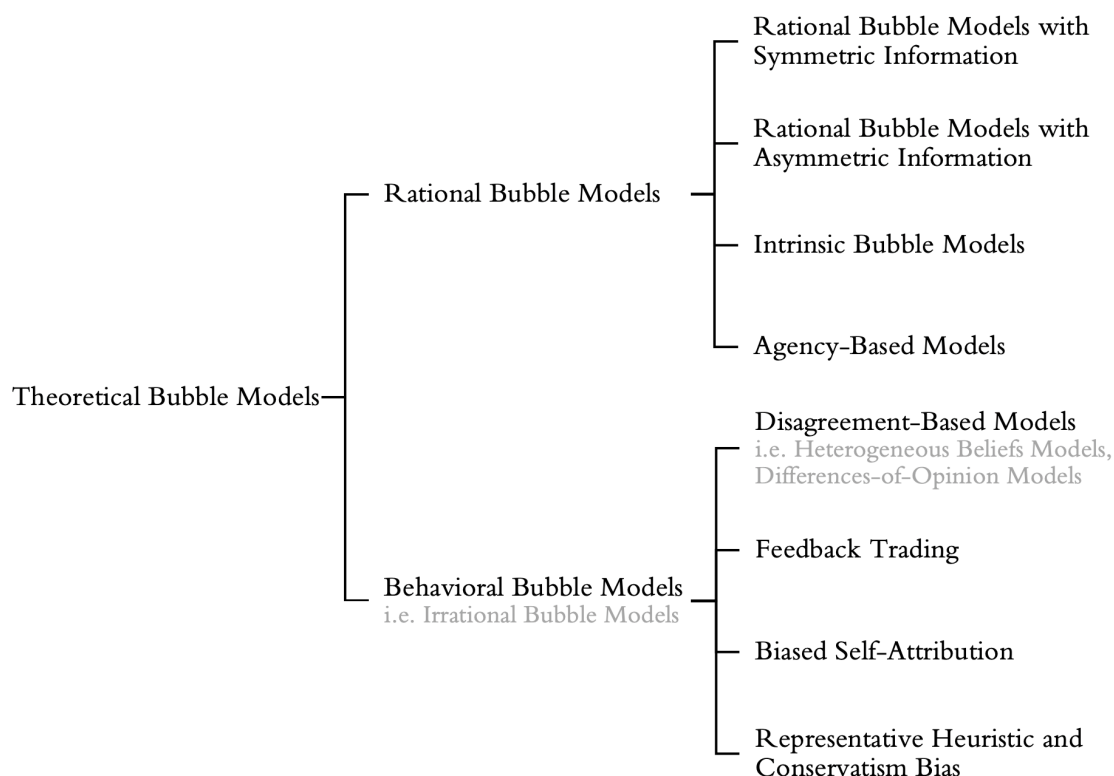 Rational Bubble Models with
Symmetric Information
Rational Bubble Models with
Asymmetric Information
Rational Bubble Models
Intrinsic Bubble Models
Agency-Based Models
Theoretical Bubble Models
Disagreement-Based Models
i.e. Heterogeneous Beliefs Models,
Differences-of-Opinion Models
Feedback Trading
Behavioral Bubble Models
i.e. Irrational Bubble Models
Biased Self-Attribution
Representative Heuristic and
Conservatism Bias